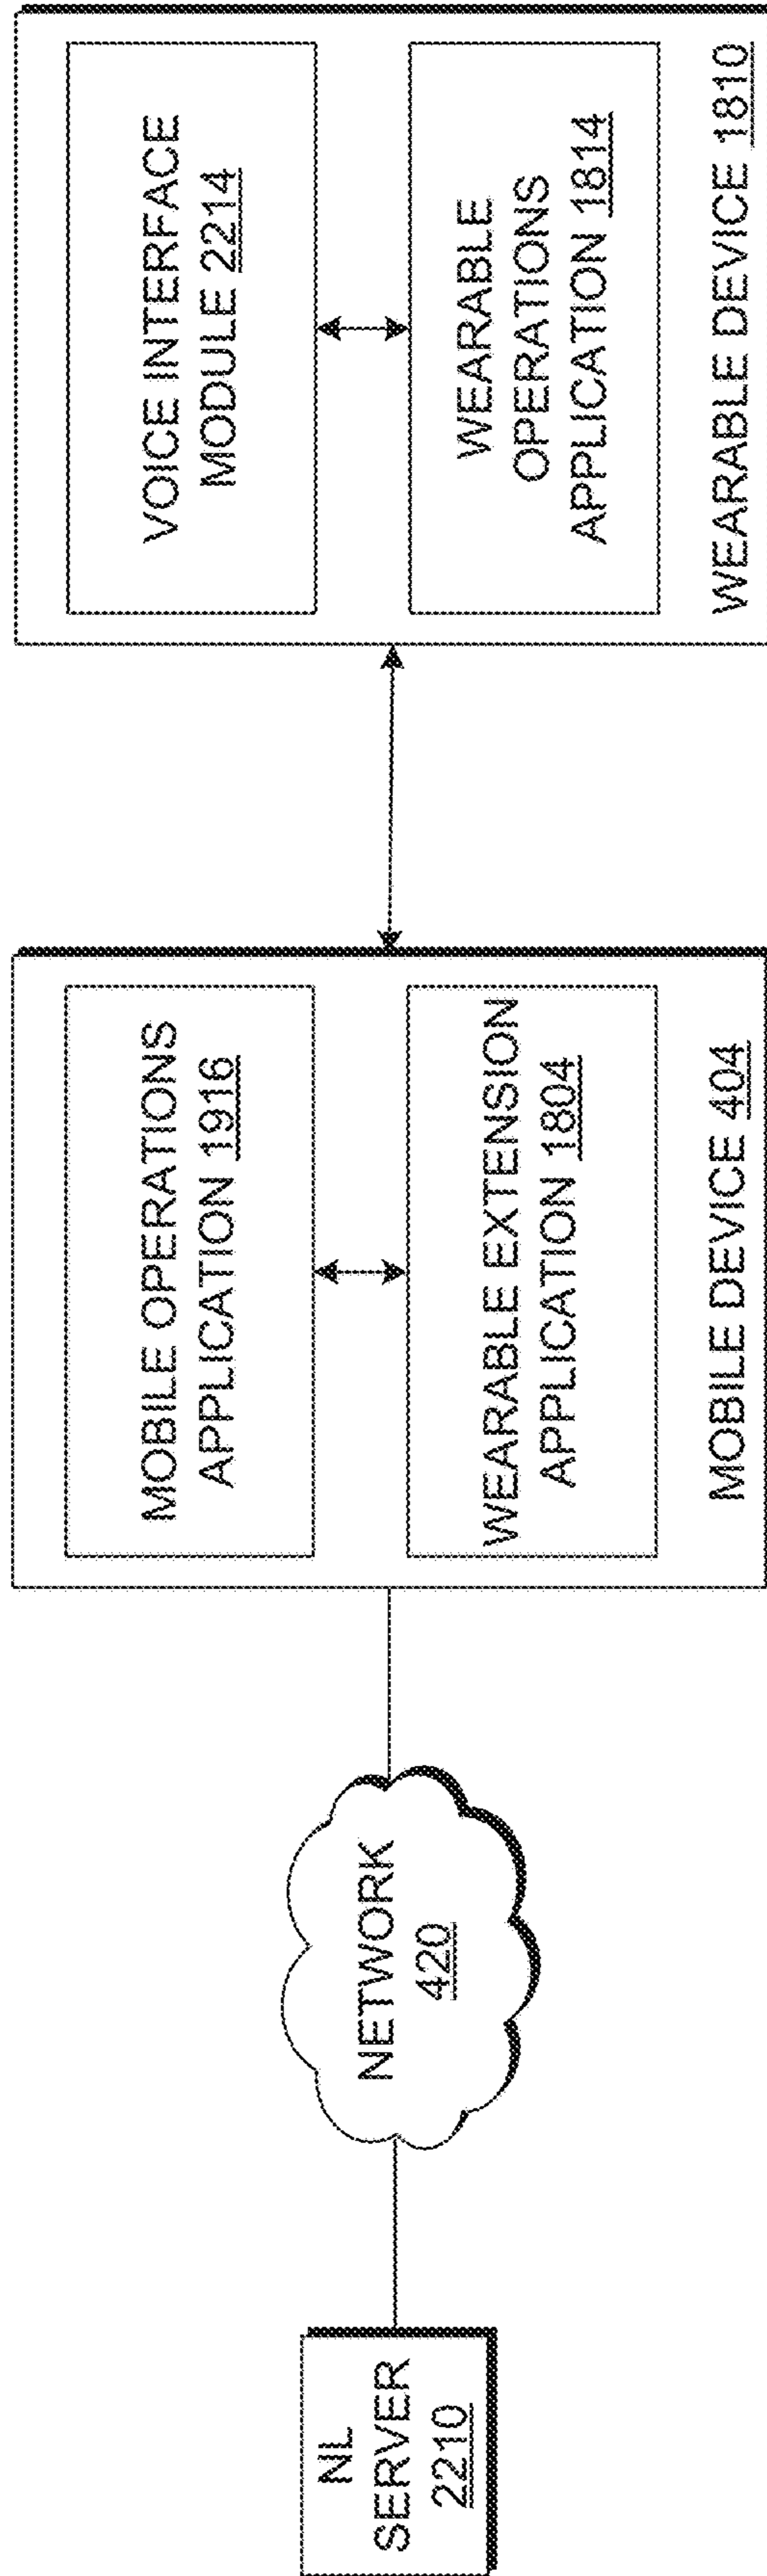 NL
SERVER
2210
NETWORK
420
MOBILE OPERATIONS
APPLICATION 1916
WEARABLE EXTENSION
APPLICATION 1804
MOBILE DEVICE 404
VOICE INTERFACE
MODULE 2214
WEARABLE
OPERATIONS
APPLICATION 1814
WEARABLE DEVICE 1810